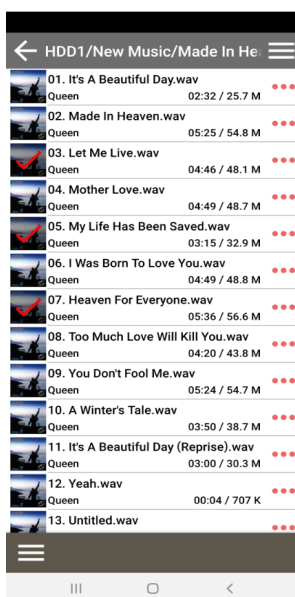 HDD1/New Music/Made In He
01. It's A Beautiful Day.wav
Queen 02:32 / 25.7 M
02. Made In Heaven.wav
Queen 05:25 / 54.8 M
03. Let Me Live.wav
Queen 04:46 / 48.1 M
04. Mother Love.wav
Queen 04:49 / 48.7 M
05. My Life Has Been Saved.wav
Queen 03:15 / 32.9 M
06. I Was Born To Love You.wav
Queen 04:49 / 48.8 M
07. Heaven For Everyone.wav
Queen 05:36 / 56.6 M
08. Too Much Love Will Kill You.wav
Queen 04:20 / 43.8 M
09. You Don't Fool Me.wav
Queen 05:24 / 54.7 M
10. A Winter's Tale.wav
Queen 03:50 / 38.7 M
11. It's A Beautiful Day (Reprise).wav
Queen 03:00 / 30.3 M
12. Yeah.wav
Queen 00:04 / 707 K
13. Untitled.wav